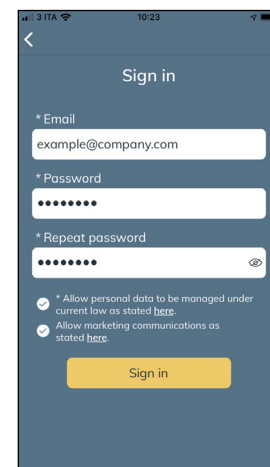 3 ITA 10:23
Sign in
* Email
example@company.com
* Password
••••••••
* Repeat password
••••••••
* Allow personal data to be managed under
current law as stated here.
Allow marketing communications as
stated here.
Sign in